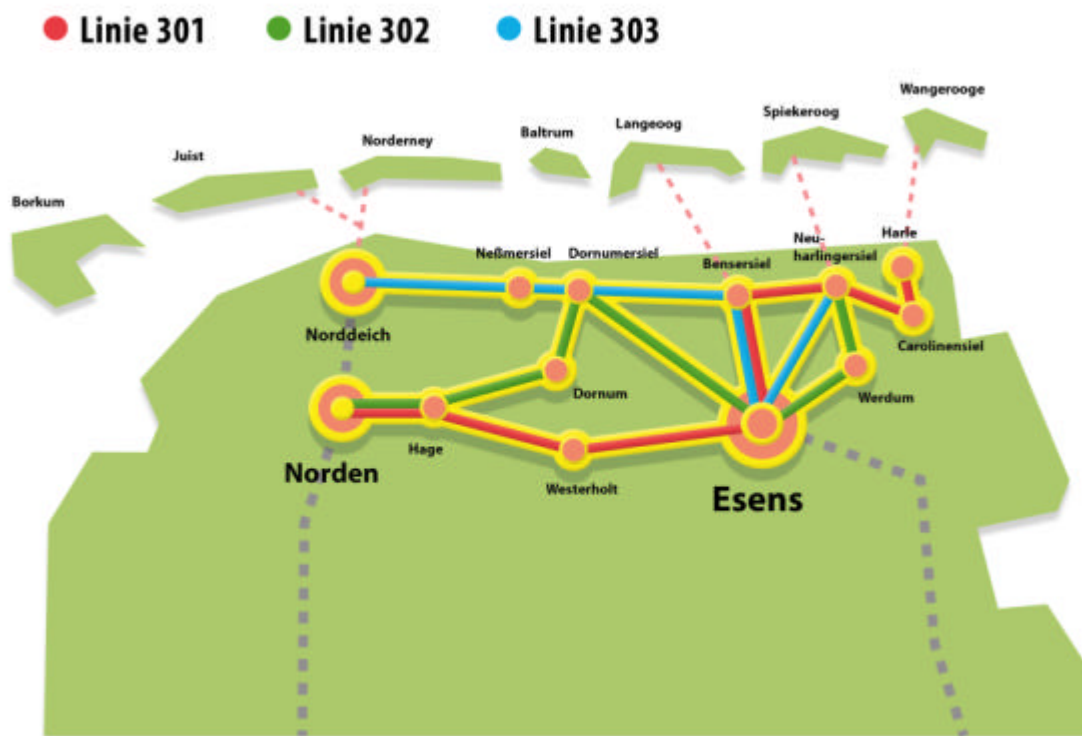 Linie 301
Linie 302
Linie 303
Wangerooge
Spiekeroog
Langeoog
Baltrum
Norderney
Juist
Borkum
Neßmersiel
Dornumersiel
Bensersiel
Neu-
harlingersiel
Harle
Norddeich
Carolinensiel
Dornum
Werdum
Hage
Norden
Westerholt
Esens